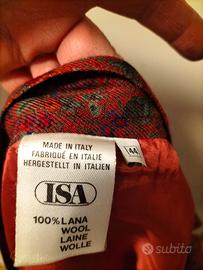 MADE IN ITALY
FABRIQUÉ EN ITALIE
HERGESTELLT IN ITALIEN
44
ISA
100% LANA
WOOL
LAINE
WOLLE
subito